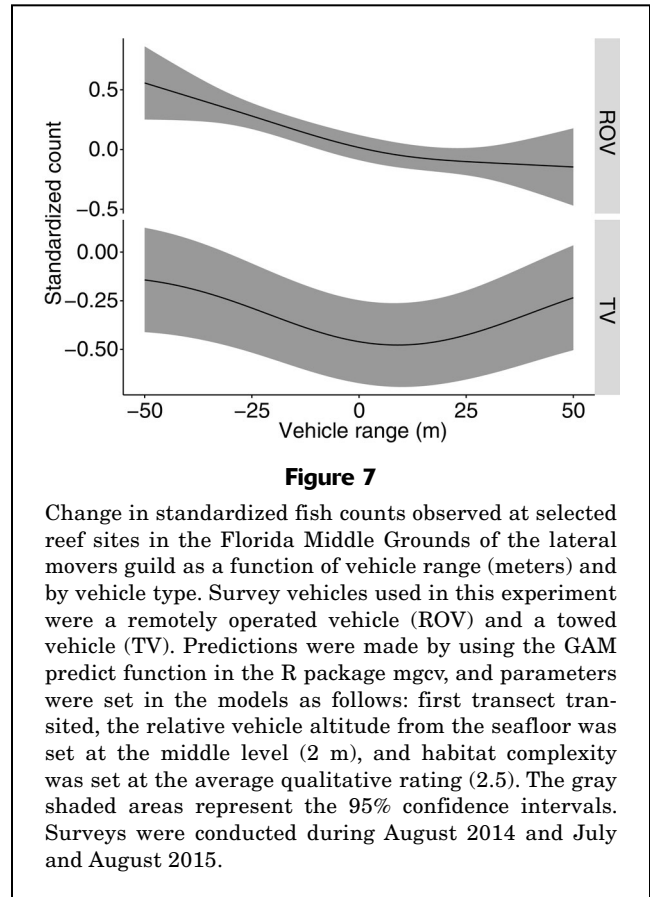 0.5
0.0
−0.5
ROV
Standardized count
0.00
−0.25
−0.50
TV
−50 −25 0 25 50
Vehicle range (m)
Figure 7
Change in standardized fish counts observed at selected
reef sites in the Florida Middle Grounds of the lateral
movers guild as a function of vehicle range (meters) and
by vehicle type. Survey vehicles used in this experiment
were a remotely operated vehicle (ROV) and a towed
vehicle (TV). Predictions were made by using the GAM
predict function in the R package mgcv, and parameters
were set in the models as follows: first transect tran-
sited, the relative vehicle altitude from the seafloor was
set at the middle level (2 m), and habitat complexity
was set at the average qualitative rating (2.5). The gray
shaded areas represent the 95% confidence intervals.
Surveys were conducted during August 2014 and July
and August 2015.